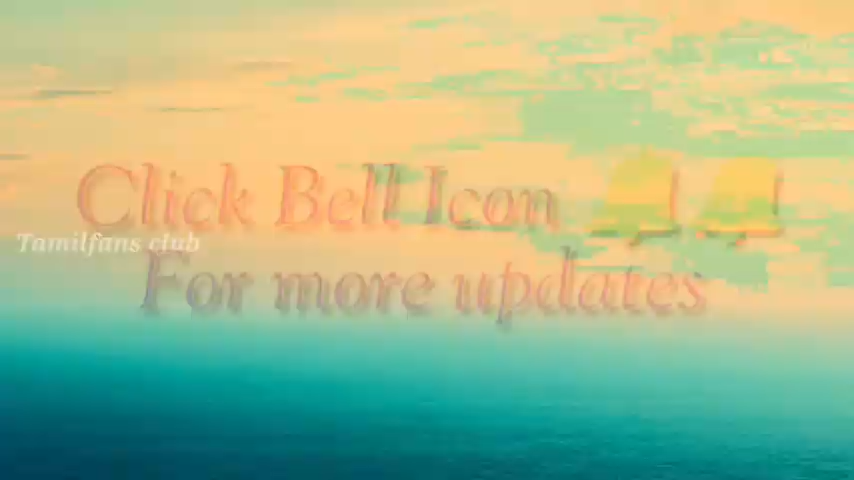 Click Bell Icon 🔔🔔
Tamilfans club
For more updates